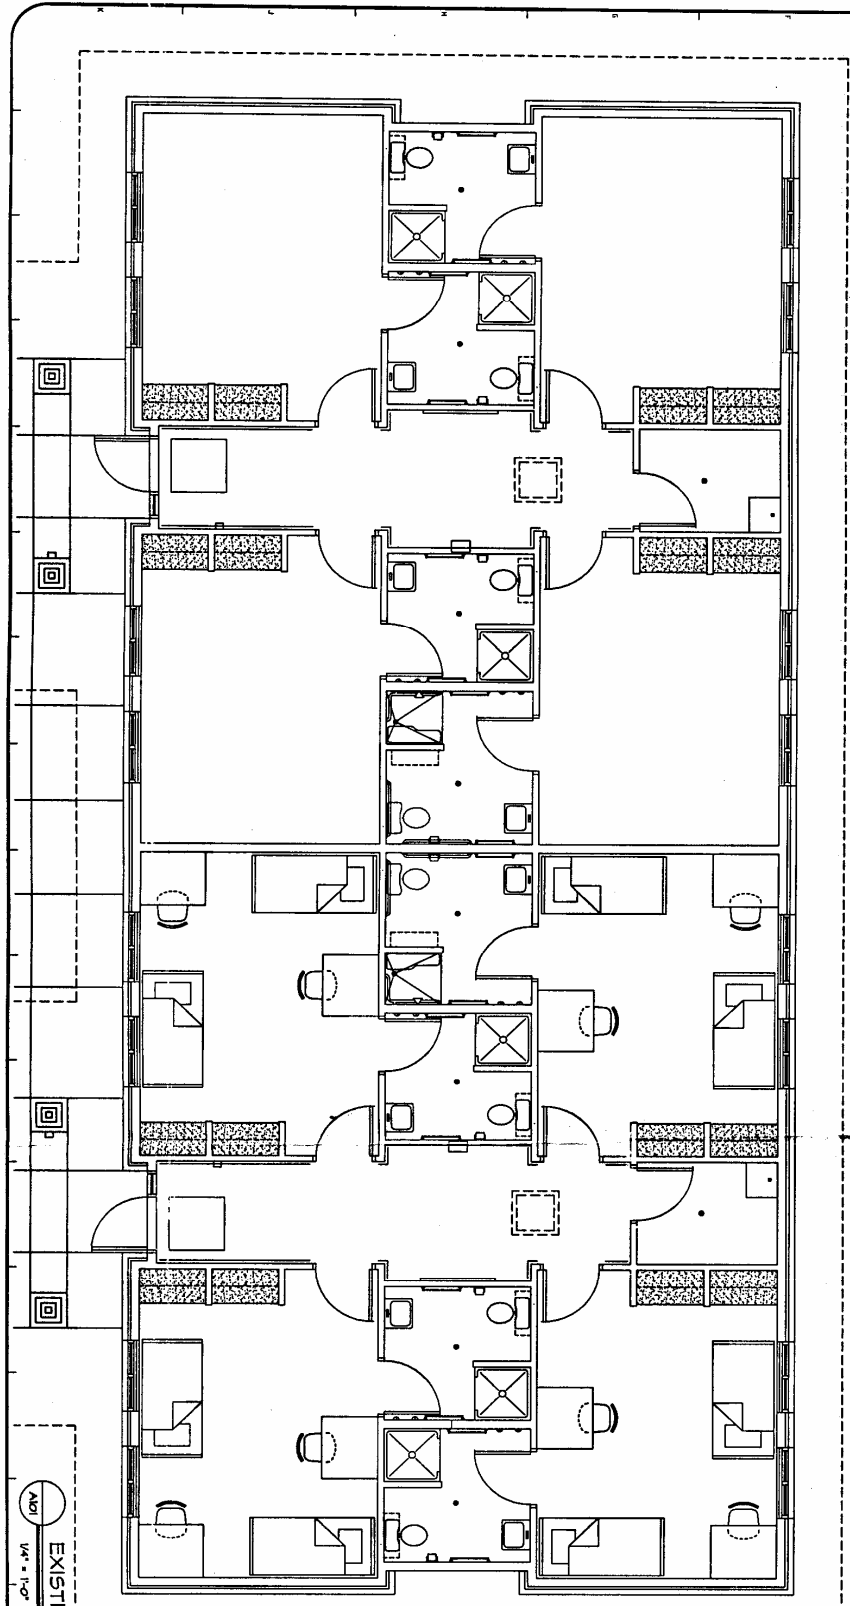 K J H G F
A101
EXISTI
1/4" = 1'-0"